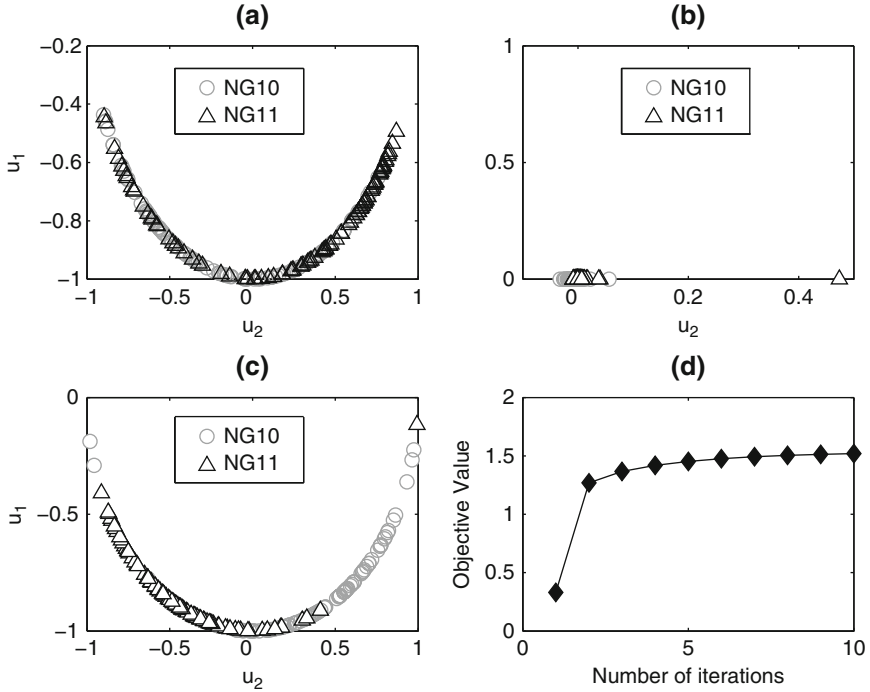 (a)
−0.2
−0.4
−0.6
−0.8
−1
u₁
NG10
NG11
−1
−0.5
0
0.5
1
u₂
(b)
1
0.5
0
NG10
NG11
0
0.2
0.4
u₂
(c)
0
−0.5
−1
u₁
NG10
NG11
−1
−0.5
0
0.5
1
u₂
(d)
2
1.5
1
0.5
0
Objective Value
0
5
10
Number of iterations